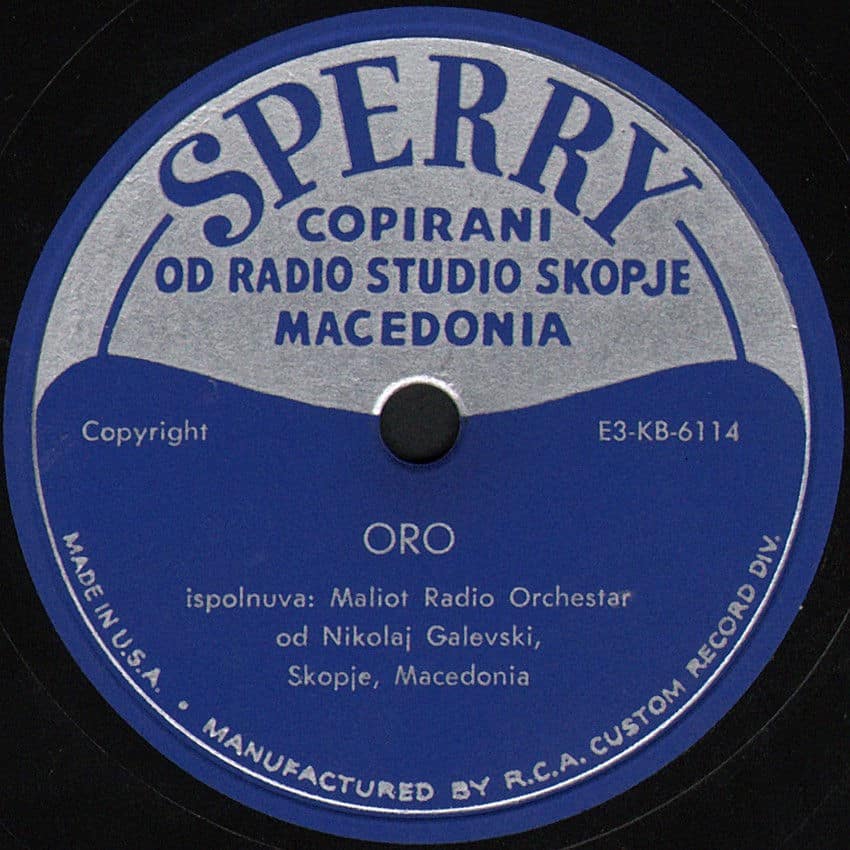 SPERRY
COPIRANI
OD RADIO STUDIO SKOPJE
MACEDONIA
Copyright
E3-KB-6114
ORO
ispolnuva: Maliot Radio Orchestar
od Nikolaj Galevski,
Skopje, Macedonia
MADE IN U.S.A. • MANUFACTURED BY R.C.A. CUSTOM RECORD DIV.